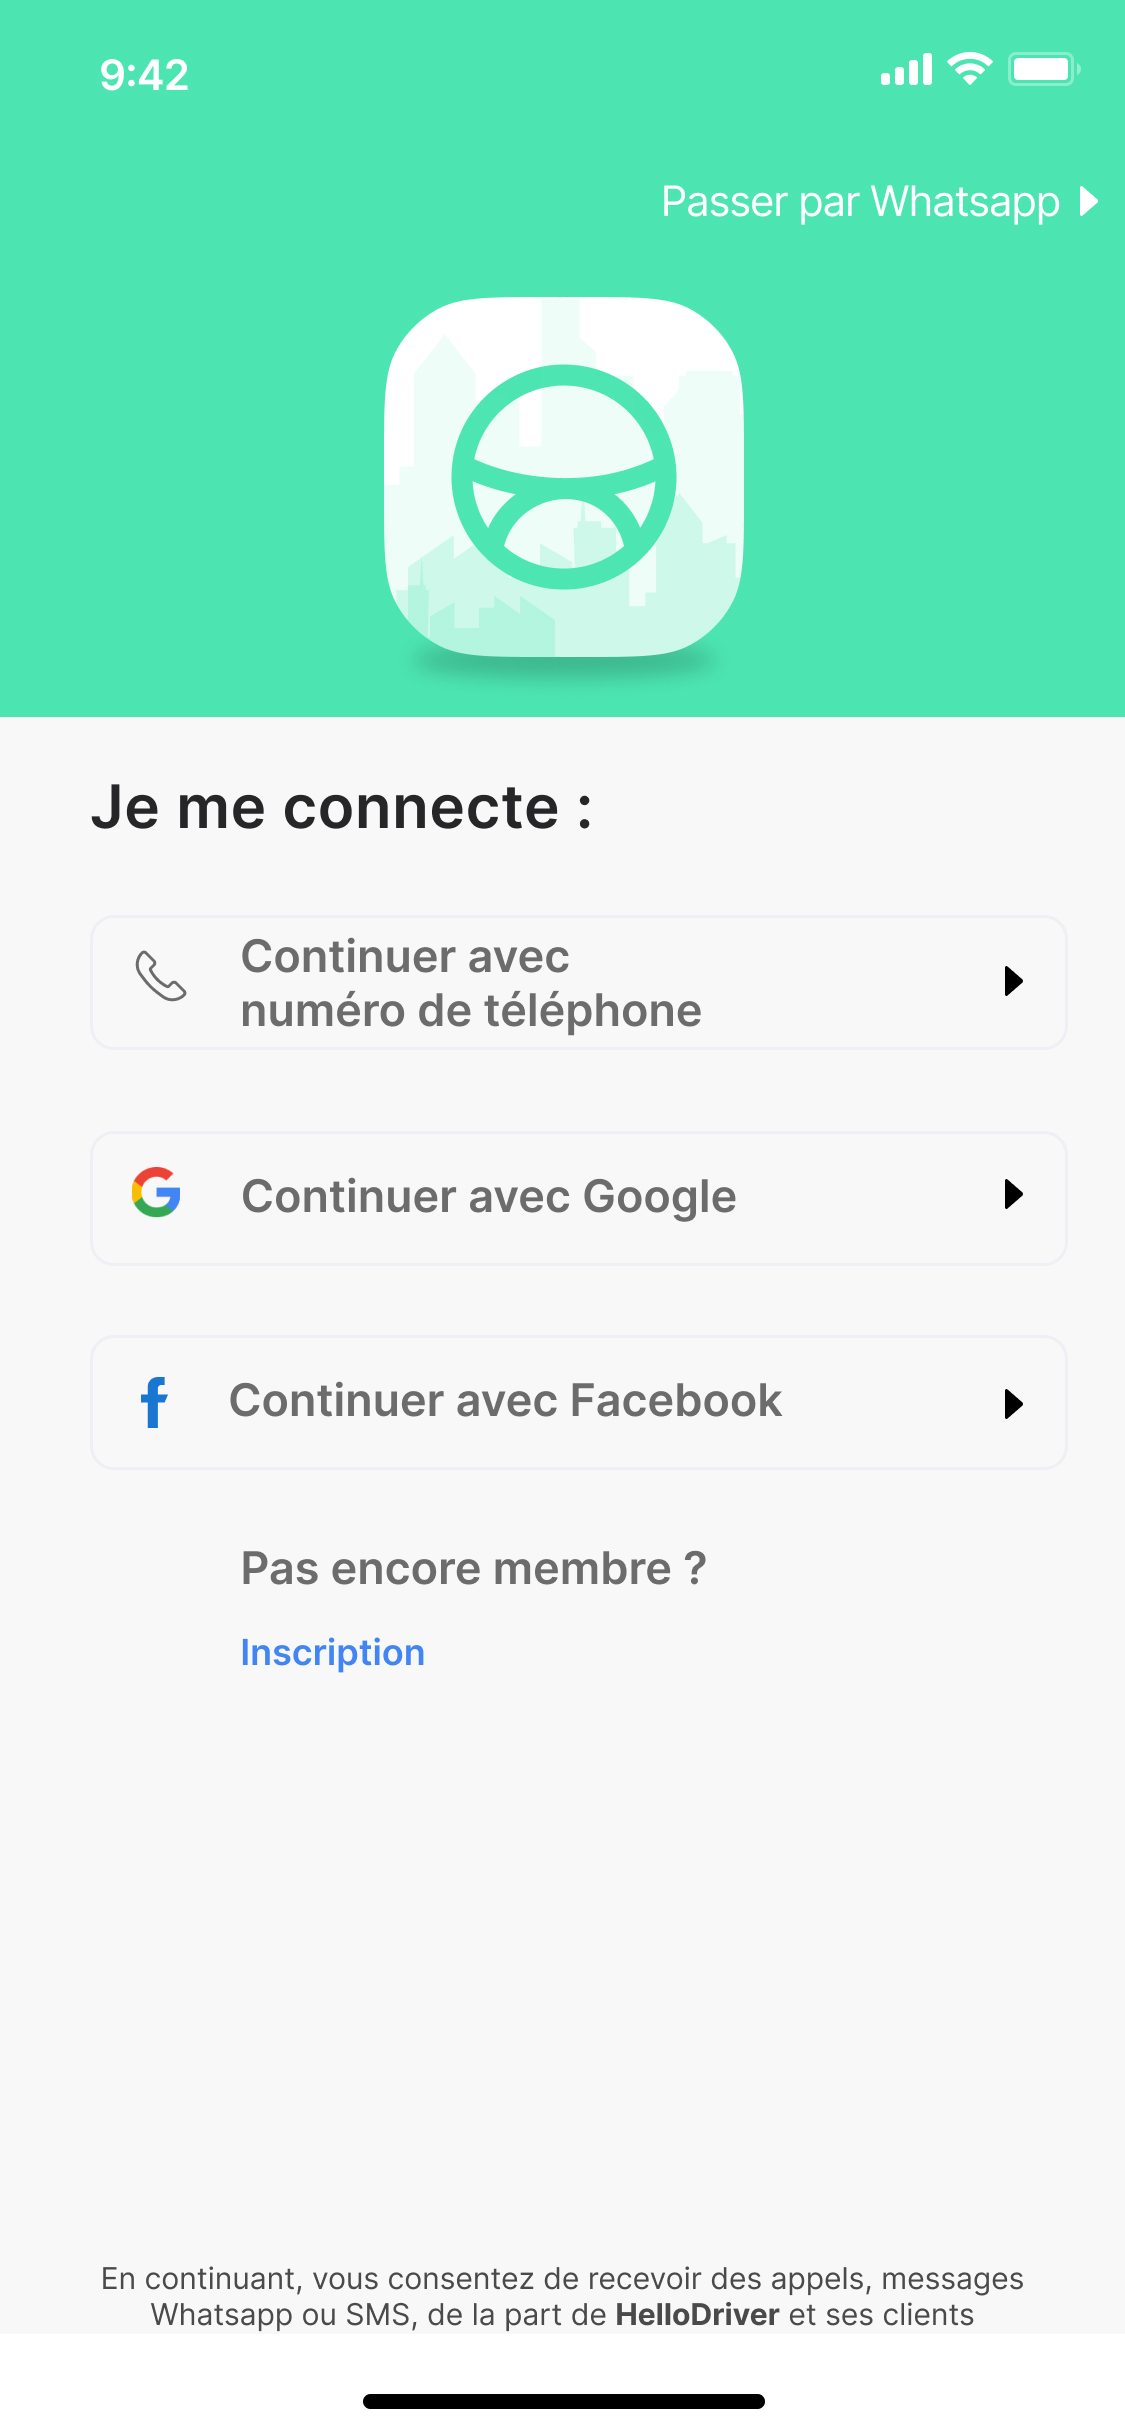 9:42
Passer par Whatsapp
Je me connecte :
Continuer avec
numéro de téléphone
Continuer avec Google
Continuer avec Facebook
Pas encore membre ?
Inscription
En continuant, vous consentez de recevoir des appels, messages
Whatsapp ou SMS, de la part de HelloDriver et ses clients